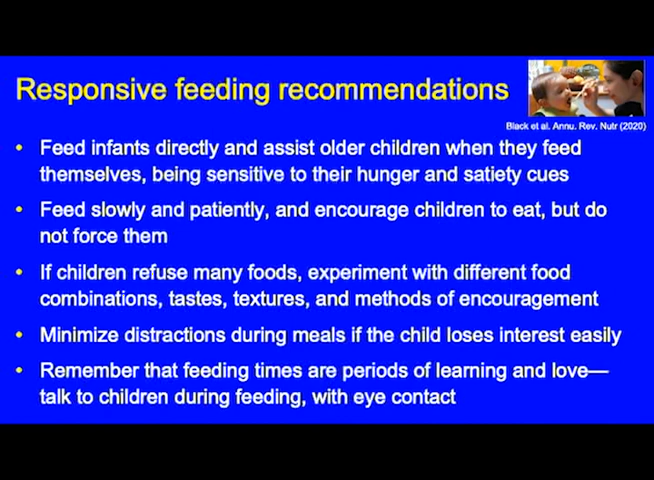 Responsive feeding recommendations
Black et al. Annu. Rev. Nutr (2020)
• Feed infants directly and assist older children when they feed
themselves, being sensitive to their hunger and satiety cues
• Feed slowly and patiently, and encourage children to eat, but do
not force them
• If children refuse many foods, experiment with different food
combinations, tastes, textures, and methods of encouragement
• Minimize distractions during meals if the child loses interest easily
• Remember that feeding times are periods of learning and love—
talk to children during feeding, with eye contact